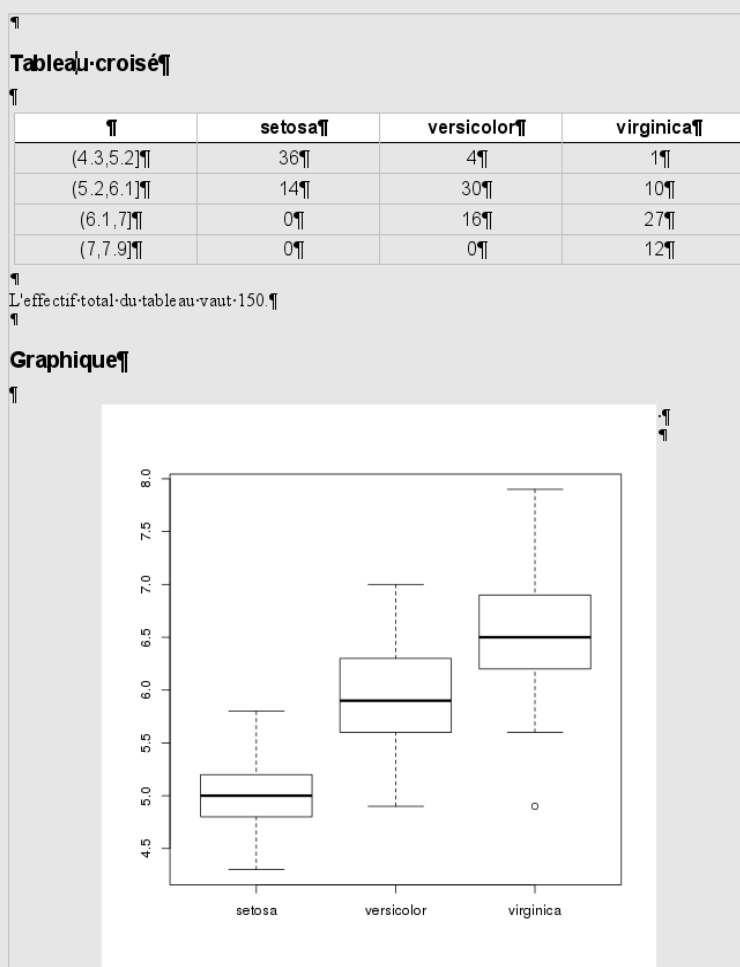 ¶
Tableau·croisé¶
¶
¶ setosa¶ versicolor¶ virginica¶
(4.3,5.2]¶ 36¶ 4¶ 1¶
(5.2,6.1]¶ 14¶ 30¶ 10¶
(6.1,7]¶ 0¶ 16¶ 27¶
(7,7.9]¶ 0¶ 0¶ 12¶
¶
L'effectif·total·du·tableau·vaut·150.¶
¶
Graphique¶
¶
·¶
¶
8.0
7.5
7.0
6.5
6.0
5.5
5.0
4.5
setosa versicolor virginica